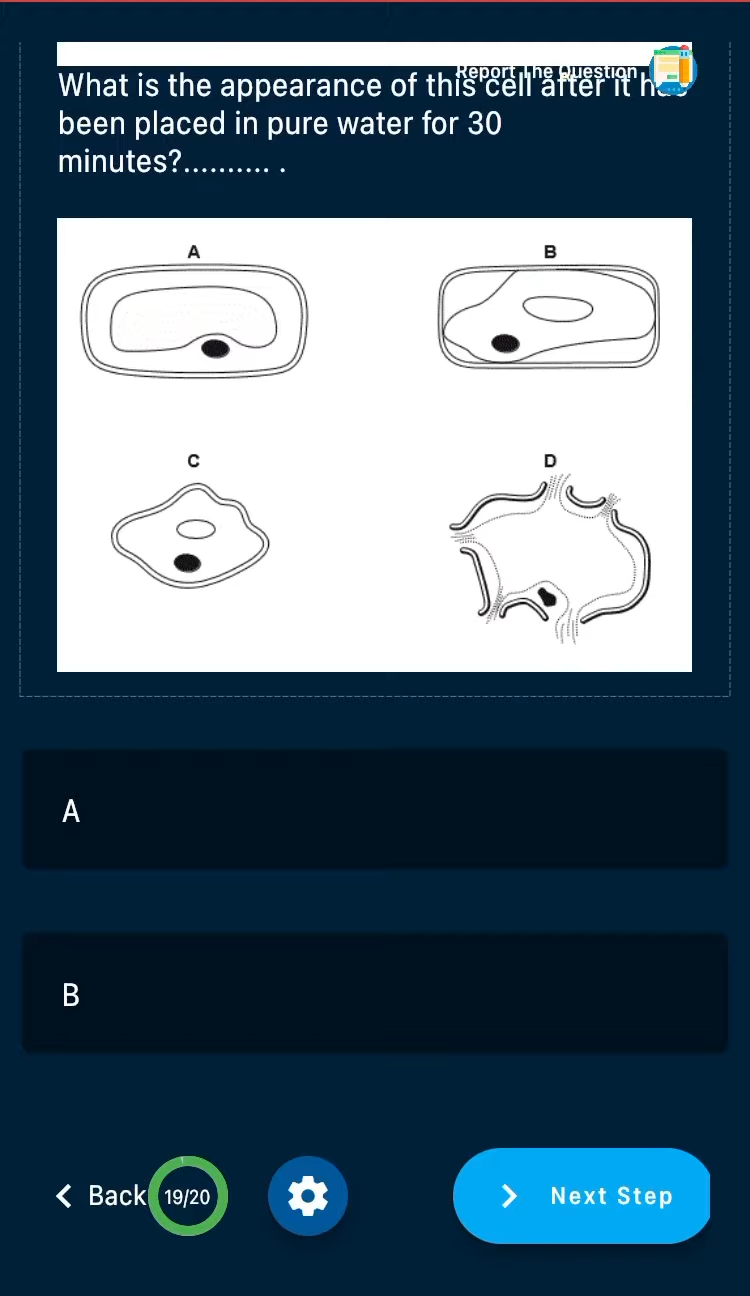 Report The Question
What is the appearance of this cell after it has
been placed in pure water for 30
minutes?.......... .
A
B
C
D
A
B
Back
19/20
Next Step